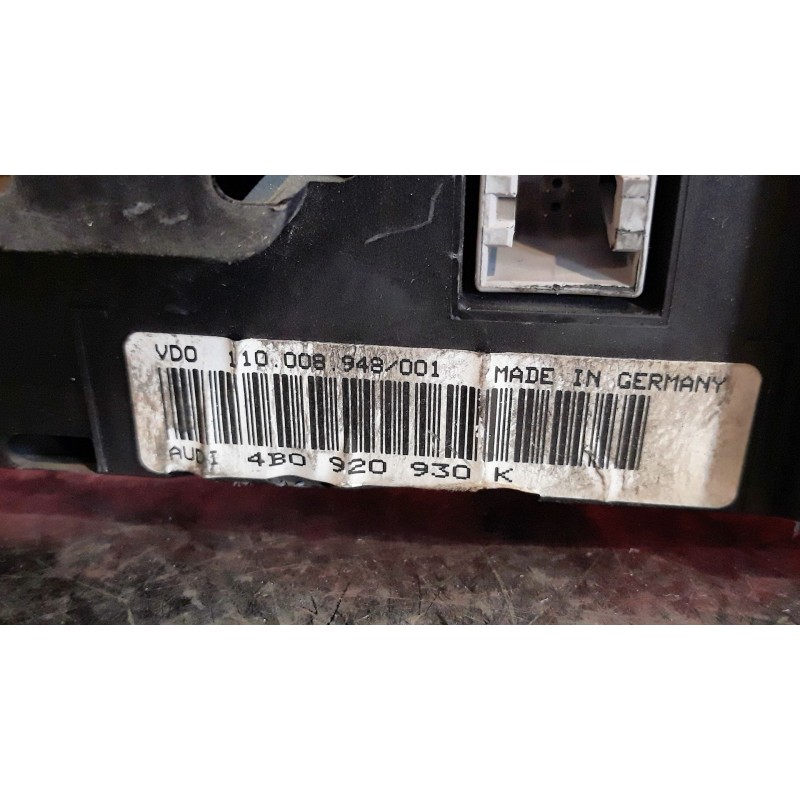 VDO 110.008.948/001 MADE IN GERMANY
AUDI 4B0 920 930 K